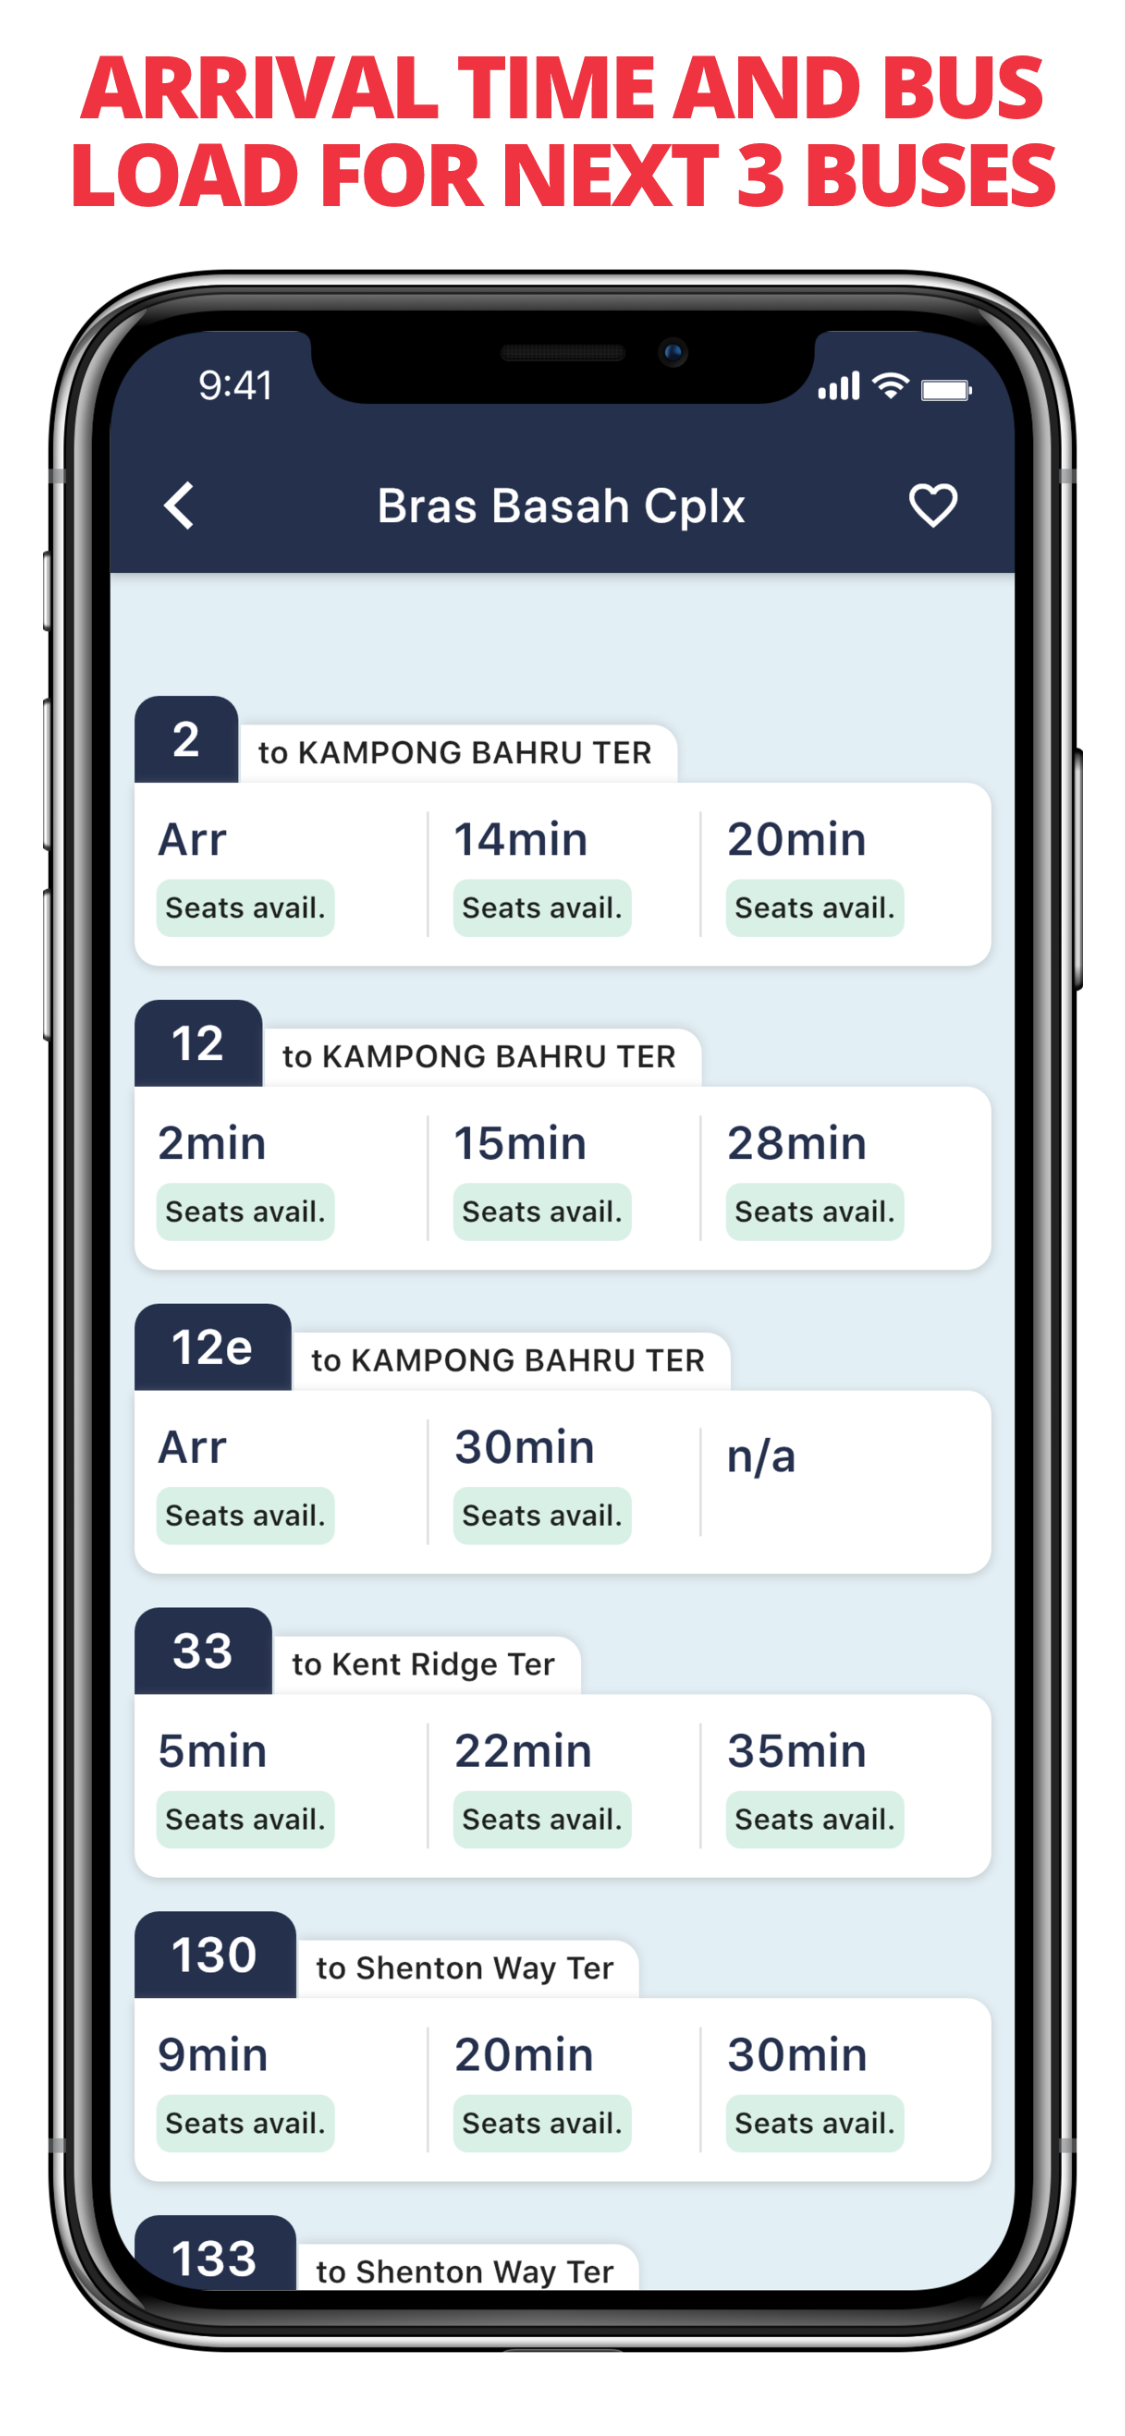 ARRIVAL TIME AND BUS
LOAD FOR NEXT 3 BUSES
9:41
Bras Basah Cplx
2 to KAMPONG BAHRU TER
Arr 14min 20min
Seats avail. Seats avail. Seats avail.
12 to KAMPONG BAHRU TER
2min 15min 28min
Seats avail. Seats avail. Seats avail.
12e to KAMPONG BAHRU TER
Arr 30min n/a
Seats avail. Seats avail.
33 to Kent Ridge Ter
5min 22min 35min
Seats avail. Seats avail. Seats avail.
130 to Shenton Way Ter
9min 20min 30min
Seats avail. Seats avail. Seats avail.
133 to Shenton Way Ter